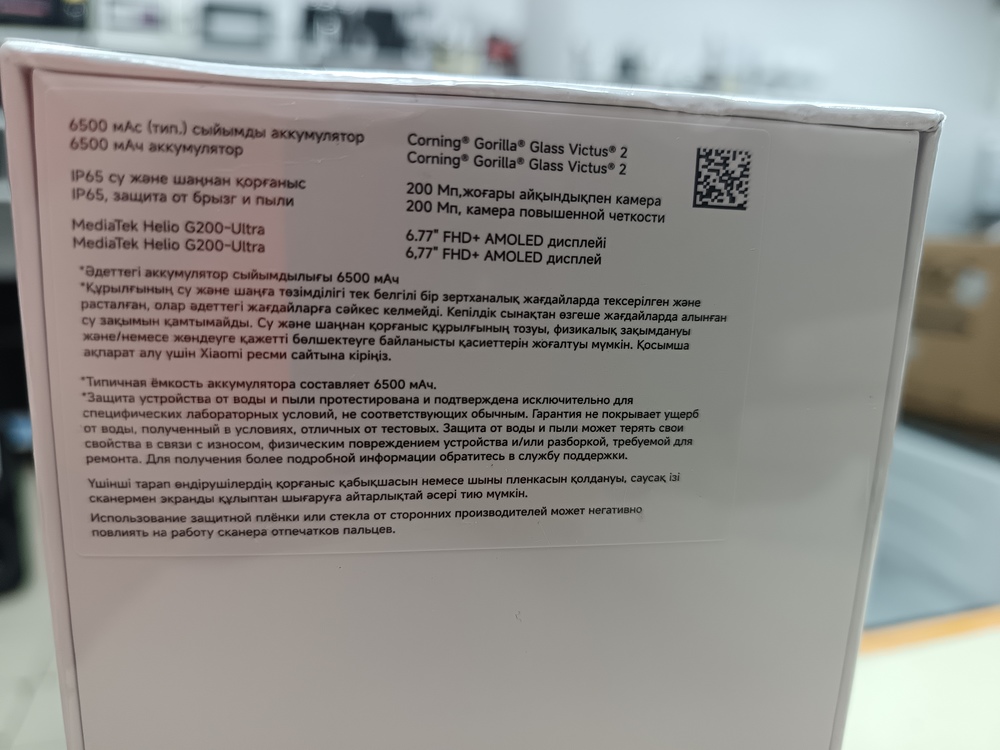 6500 мАс (тип.) сыйымды аккумулятор
6500 мАч аккумулятор
IP65 су және шаңнан қорғаныс
IP65, защита от брызг и пыли
MediaTek Helio G200-Ultra
MediaTek Helio G200-Ultra
Corning® Gorilla® Glass Victus® 2
Corning® Gorilla® Glass Victus® 2
200 Мп,жоғары айқындықпен камера
200 Мп, камера повышенной четкости
6.77" FHD+ AMOLED дисплейі
6,77" FHD+ AMOLED дисплей
*Әдеттегі аккумулятор сыйымдылығы 6500 мАч
*Құрылғының су және шаңға төзімділігі тек белгілі бір зертханалық жағдайларда тексерілген және
расталған, олар әдеттегі жағдайларға сәйкес келмейді. Кепілдік сынақтан өзгеше жағдайларда алынған
су зақымын қамтымайды. Су және шаңнан қорғаныс құрылғының тозуы, физикалық зақымдануы
және/немесе жөндеуге қажетті бөлшектеуге байланысты қасиеттерін жоғалтуы мүмкін. Қосымша
ақпарат алу үшін Xiaomi ресми сайтына кіріңіз.
*Типичная ёмкость аккумулятора составляет 6500 мАч.
*Защита устройства от воды и пыли протестирована и подтверждена исключительно для
специфических лабораторных условий, не соответствующих обычным. Гарантия не покрывает ущерб
от воды, полученный в условиях, отличных от тестовых. Защита от воды и пыли может терять свои
свойства в связи с износом, физическим повреждением устройства и/или разборкой, требуемой для
ремонта. Для получения более подробной информации обратитесь в службу поддержки.
Үшінші тарап өндірушілердің қорғаныс қабықшасын немесе шыны пленкасын қолдануы, саусақ ізі
сканермен экранды құлыптан шығаруға айтарлықтай әсері тию мүмкін.
Использование защитной плёнки или стекла от сторонних производителей может негативно
повлиять на работу сканера отпечатков пальцев.